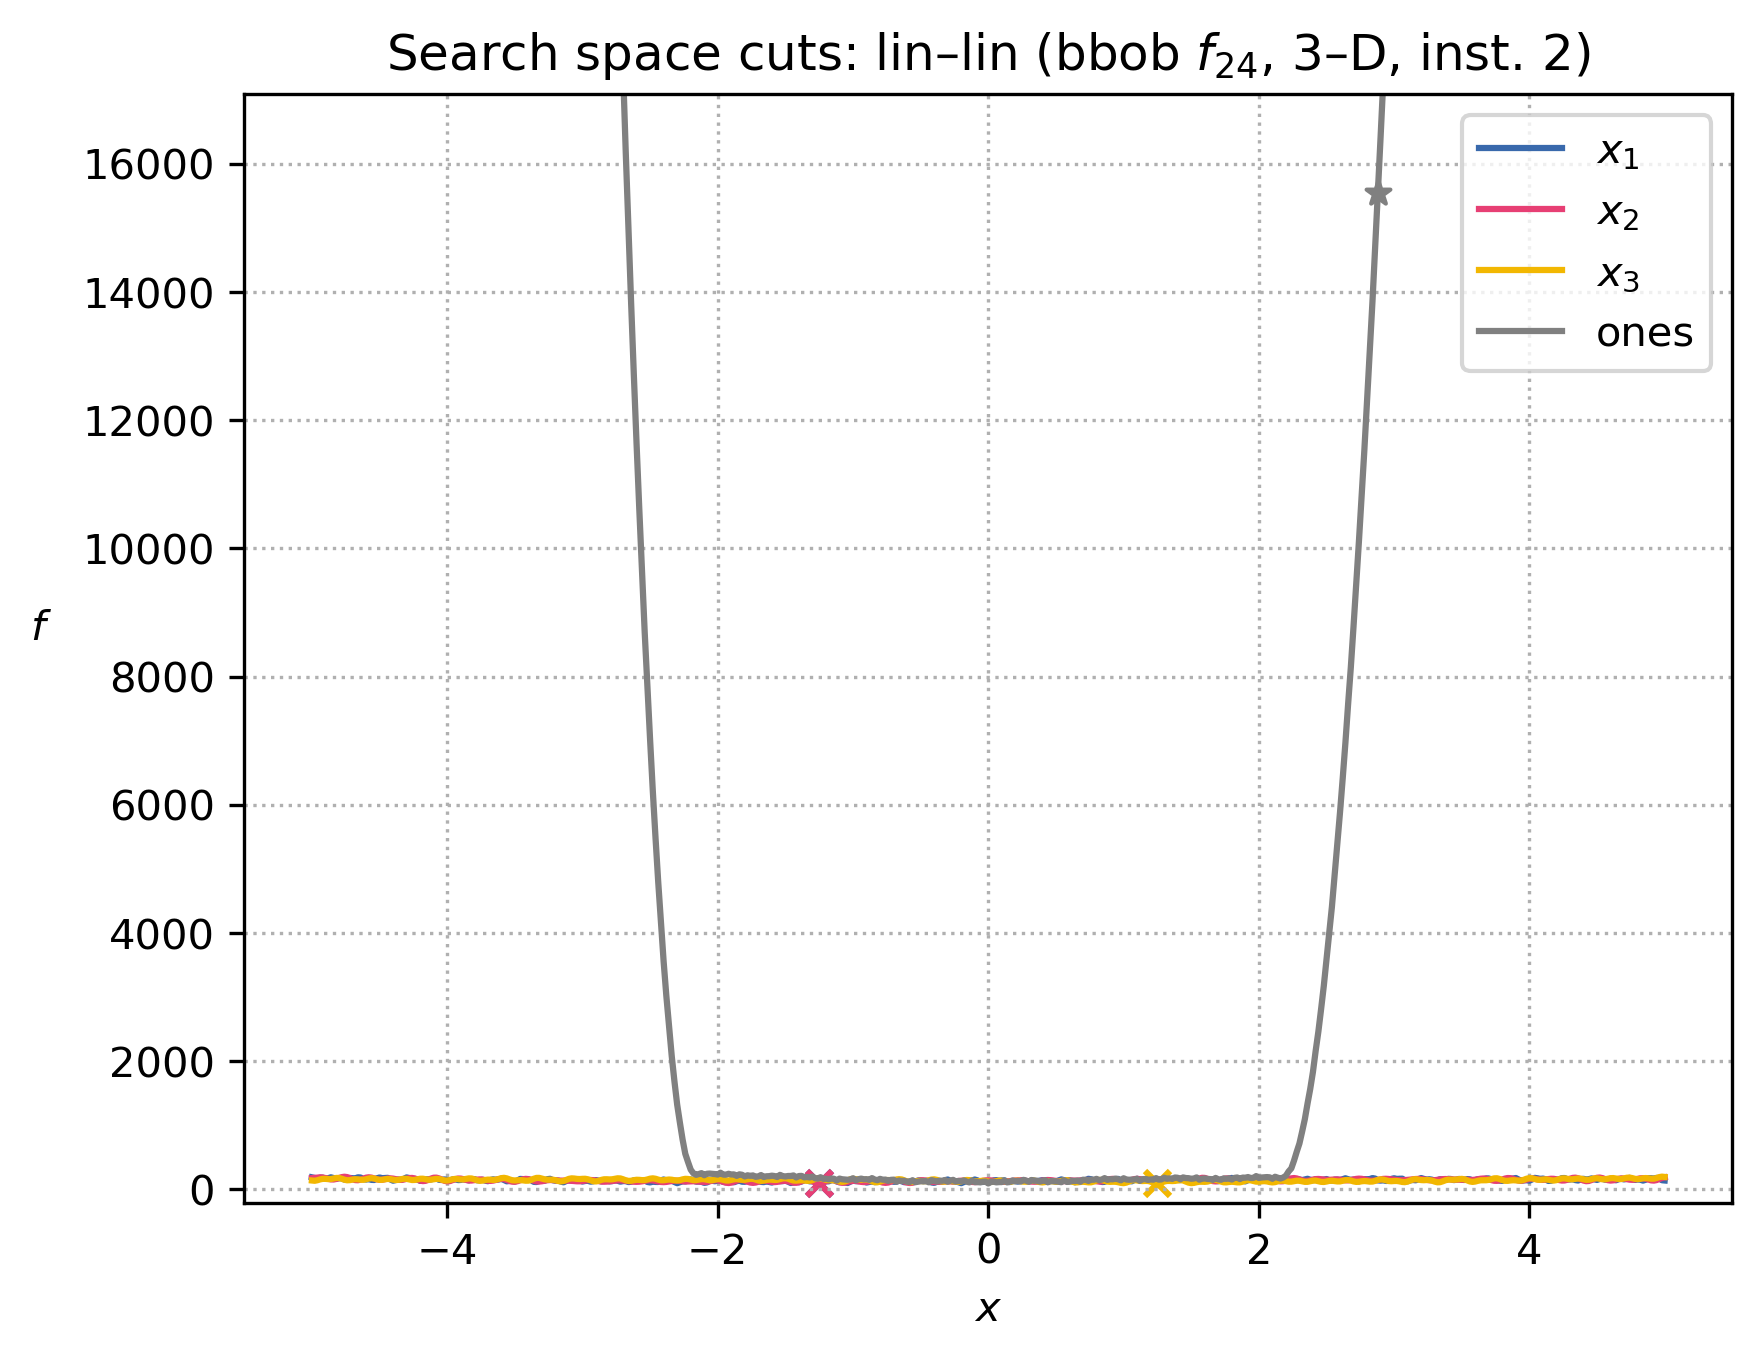 Search space cuts: lin–lin (bbob f₂₄, 3–D, inst. 2)
x₁
x₂
x₃
ones
16000
14000
12000
10000
8000
6000
4000
2000
0
f
−4 −2 0 2 4
x